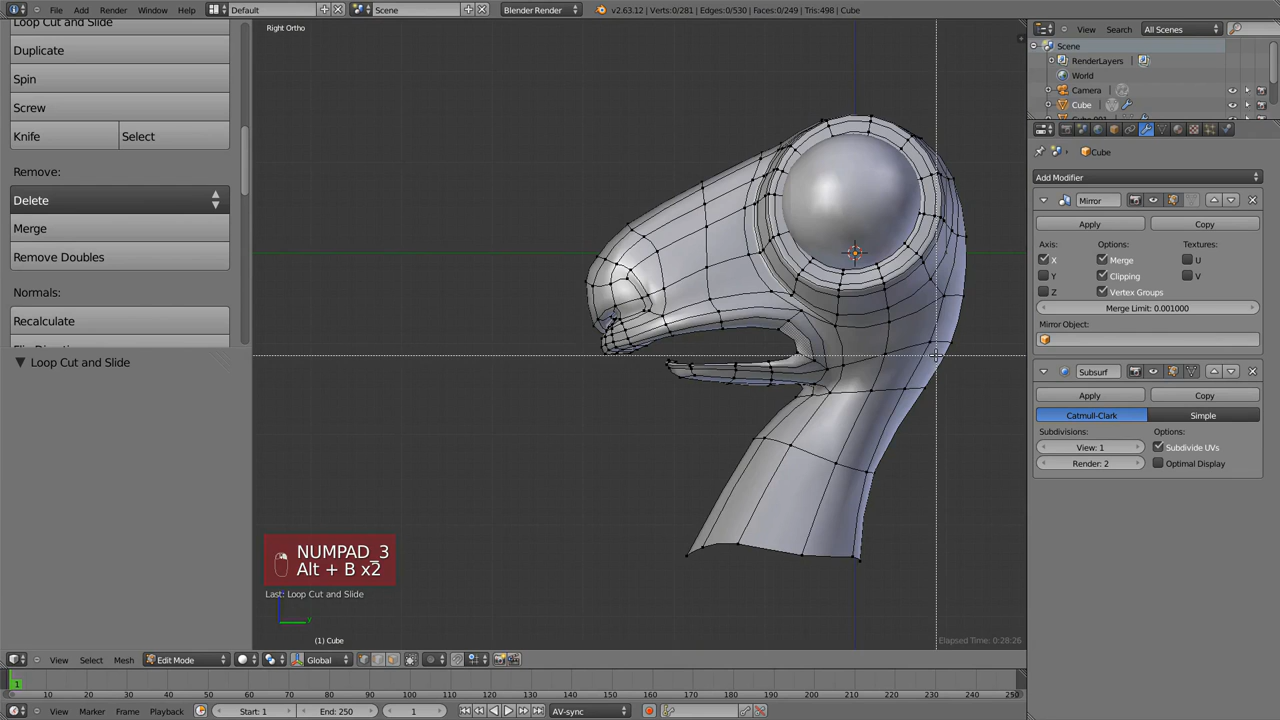 File Add Render Window Help Default Scene Blender Render v2.63.12 | Verts:0/281 | Edges:0/530 | Faces:0/249 | Tris:498 | Cube
Loop Cut and Slide
Duplicate
Spin
Screw
Knife Select
Remove:
Delete
Merge
Remove Doubles
Normals:
Recalculate
Loop Cut and Slide
Right Ortho
NUMPAD_3
Alt + B x2
Last: Loop Cut and Slide
y
(1) Cube
Elapsed Time: 0:28:26
View Search All Scenes
Scene
RenderLayers
World
Camera
Cube
Cube
Add Modifier
Mirror
Apply Copy
Axis: Options: Textures:
X Merge U
Y Clipping V
Z Vertex Groups
Merge Limit: 0.001000
Mirror Object:
Subsurf
Apply Copy
Catmull-Clark Simple
Subdivisions: Options:
View: 1 Subdivide UVs
Render: 2 Optimal Display
View Select Mesh Edit Mode Global
1
0 10 20 30 40 50 60 70 80 90 100 110 120 130 140 150 160 170 180 190 200 210 220 230 240 250
View Marker Frame Playback Start: 1 End: 250 1 AV-sync